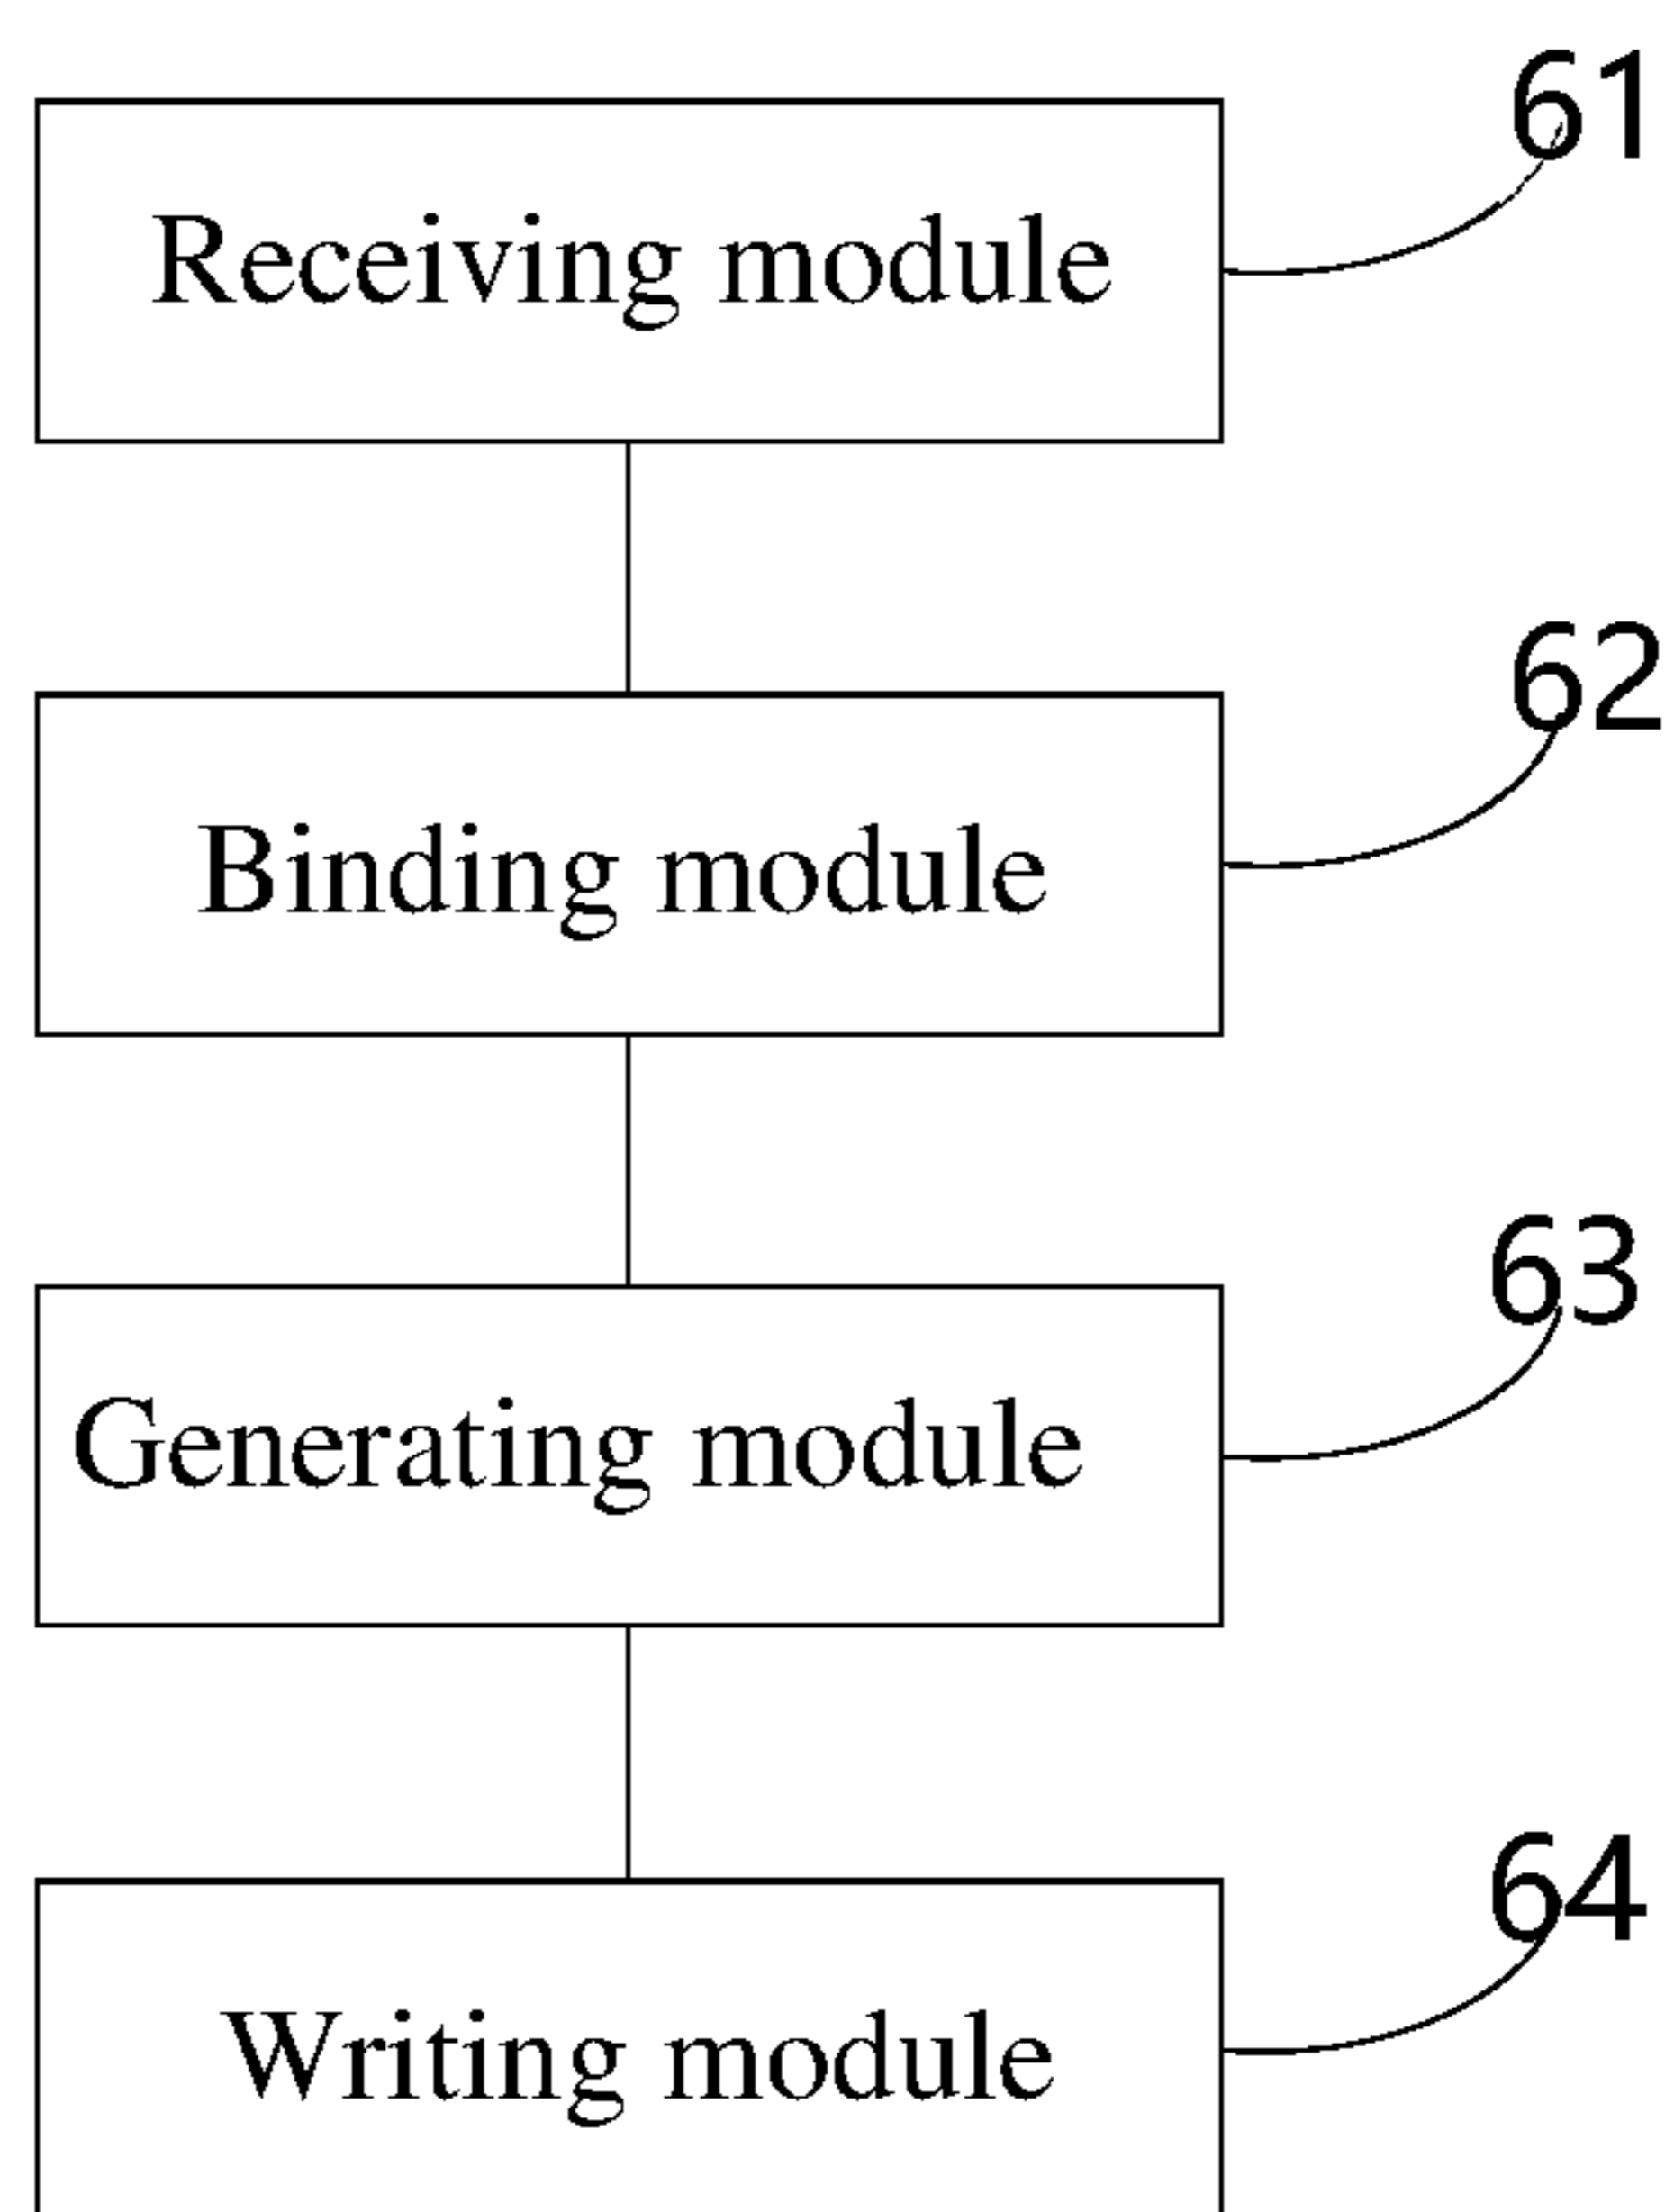 61
Receiving module
62
Binding module
63
Generating module
64
Writing module